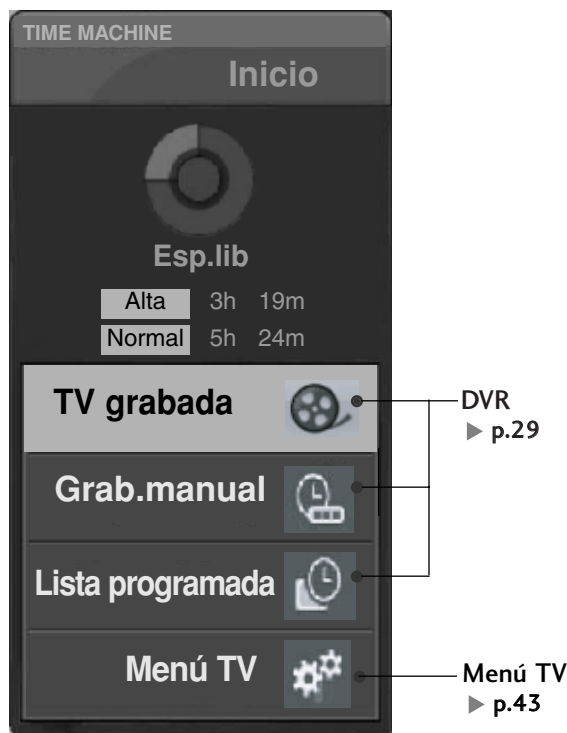 TIME MACHINE
Inicio
Esp.lib
Alta 3h 19m
Normal 5h 24m
TV grabada
Grab.manual
Lista programada
Menú TV
DVR
▶ p.29
Menú TV
▶ p.43